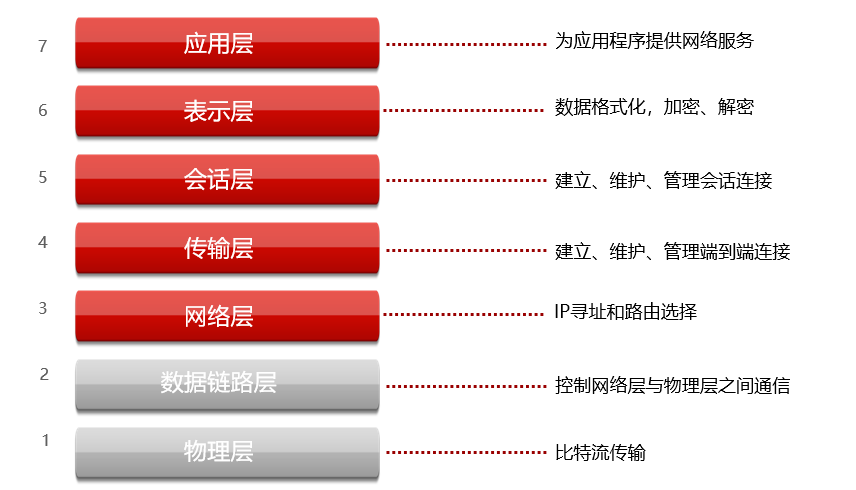 7 应用层 为应用程序提供网络服务
6 表示层 数据格式化，加密、解密
5 会话层 建立、维护、管理会话连接
4 传输层 建立、维护、管理端到端连接
3 网络层 IP寻址和路由选择
2 数据链路层 控制网络层与物理层之间通信
1 物理层 比特流传输